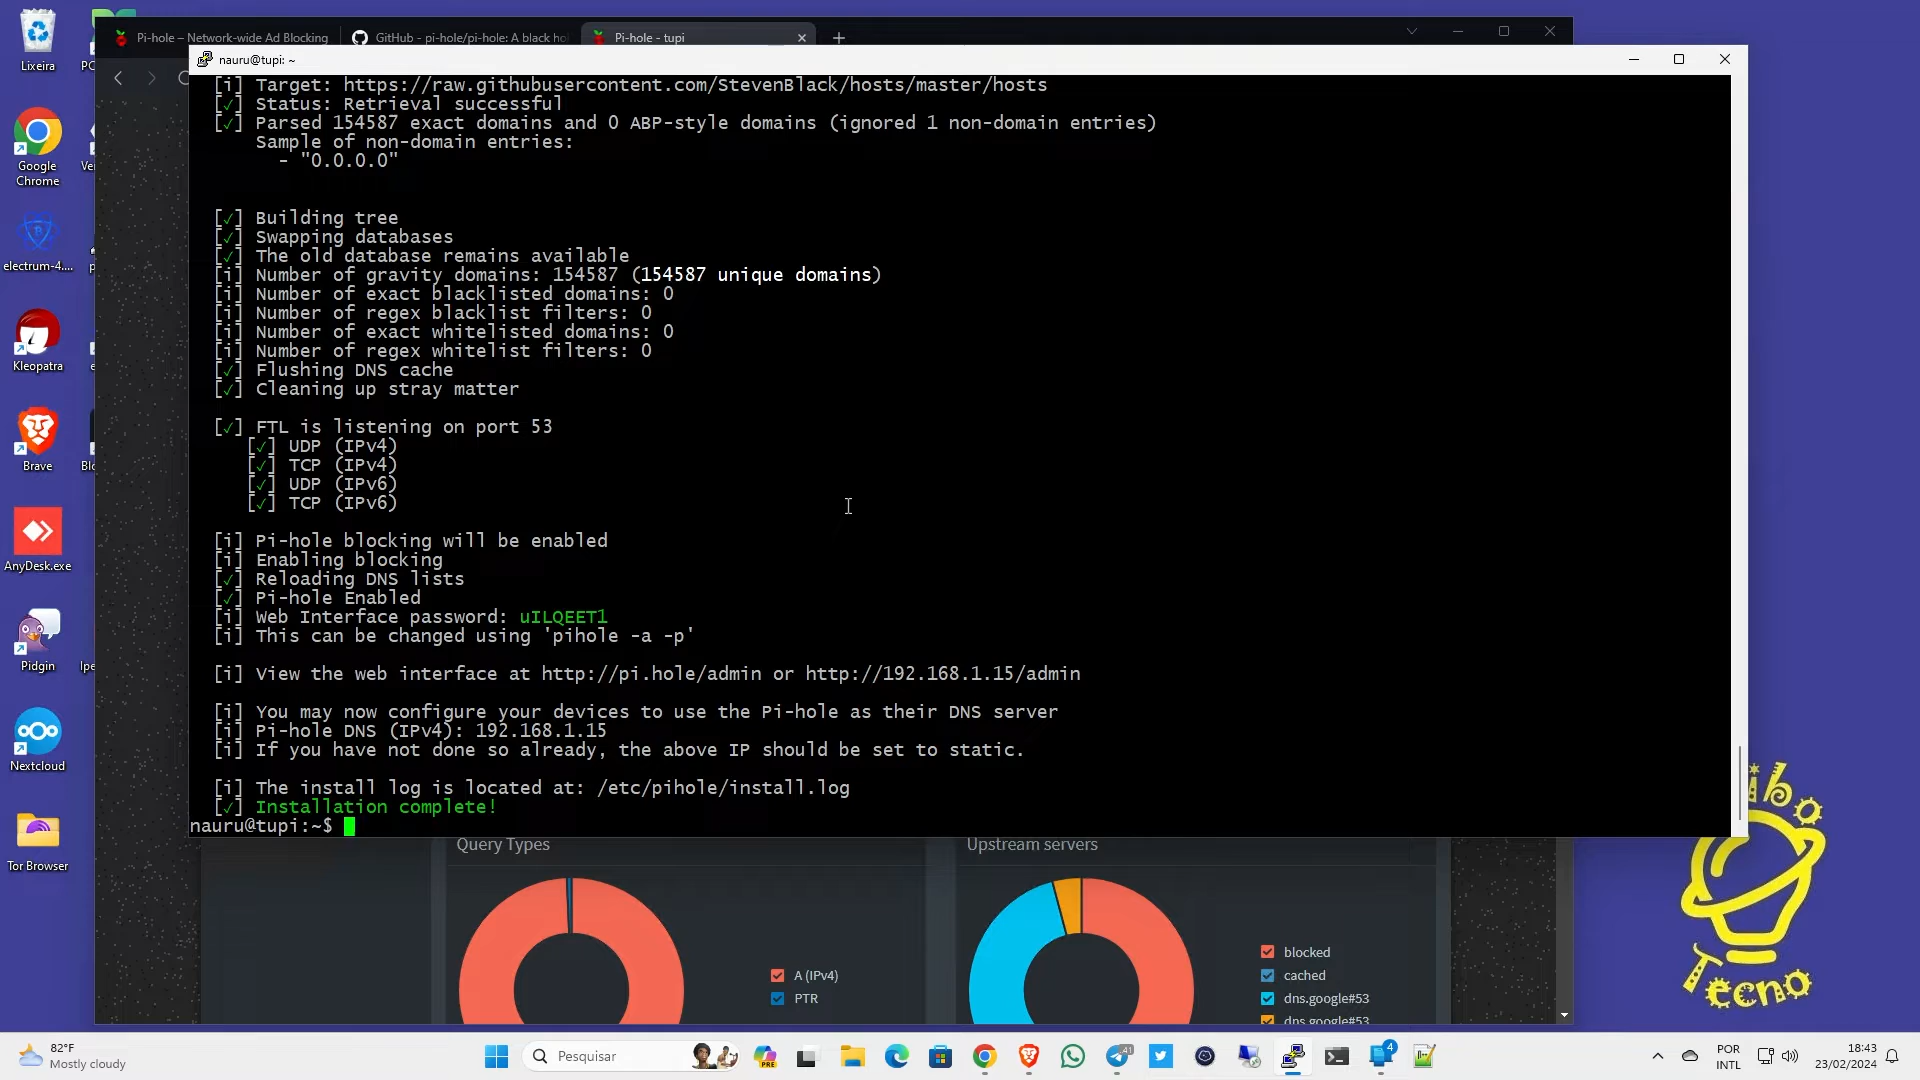 Lixeira
Google
Chrome
electrum-4....
Kleopatra
Brave
AnyDesk.exe
Pidgin
Nextcloud
Tor Browser
Pi-hole – Network-wide Ad Blocking
GitHub - pi-hole/pi-hole: A black ho
Pi-hole - tupi
nauru@tupi: ~
[i] Target: https://raw.githubusercontent.com/StevenBlack/hosts/master/hosts
[✓] Status: Retrieval successful
[✓] Parsed 154587 exact domains and 0 ABP-style domains (ignored 1 non-domain entries)
Sample of non-domain entries:
- "0.0.0.0"
[✓] Building tree
[✓] Swapping databases
[✓] The old database remains available
[i] Number of gravity domains: 154587 (154587 unique domains)
[i] Number of exact blacklisted domains: 0
[i] Number of regex blacklist filters: 0
[i] Number of exact whitelisted domains: 0
[i] Number of regex whitelist filters: 0
[✓] Flushing DNS cache
[✓] Cleaning up stray matter
[✓] FTL is listening on port 53
[✓] UDP (IPv4)
[✓] TCP (IPv4)
[✓] UDP (IPv6)
[✓] TCP (IPv6)
[i] Pi-hole blocking will be enabled
[i] Enabling blocking
[✓] Reloading DNS lists
[✓] Pi-hole Enabled
[i] Web Interface password: uILQEET1
[i] This can be changed using 'pihole -a -p'
[i] View the web interface at http://pi.hole/admin or http://192.168.1.15/admin
[i] You may now configure your devices to use the Pi-hole as their DNS server
[i] Pi-hole DNS (IPv4): 192.168.1.15
[i] If you have not done so already, the above IP should be set to static.
[i] The install log is located at: /etc/pihole/install.log
[✓] Installation complete!
nauru@tupi:~$
Query Types
A (IPv4)
PTR
Upstream servers
blocked
cached
dns.google#53
dns.google#53
Tecno
82°F
Mostly cloudy
Pesquisar
PRE
41
4
POR
INTL
18:43
23/02/2024